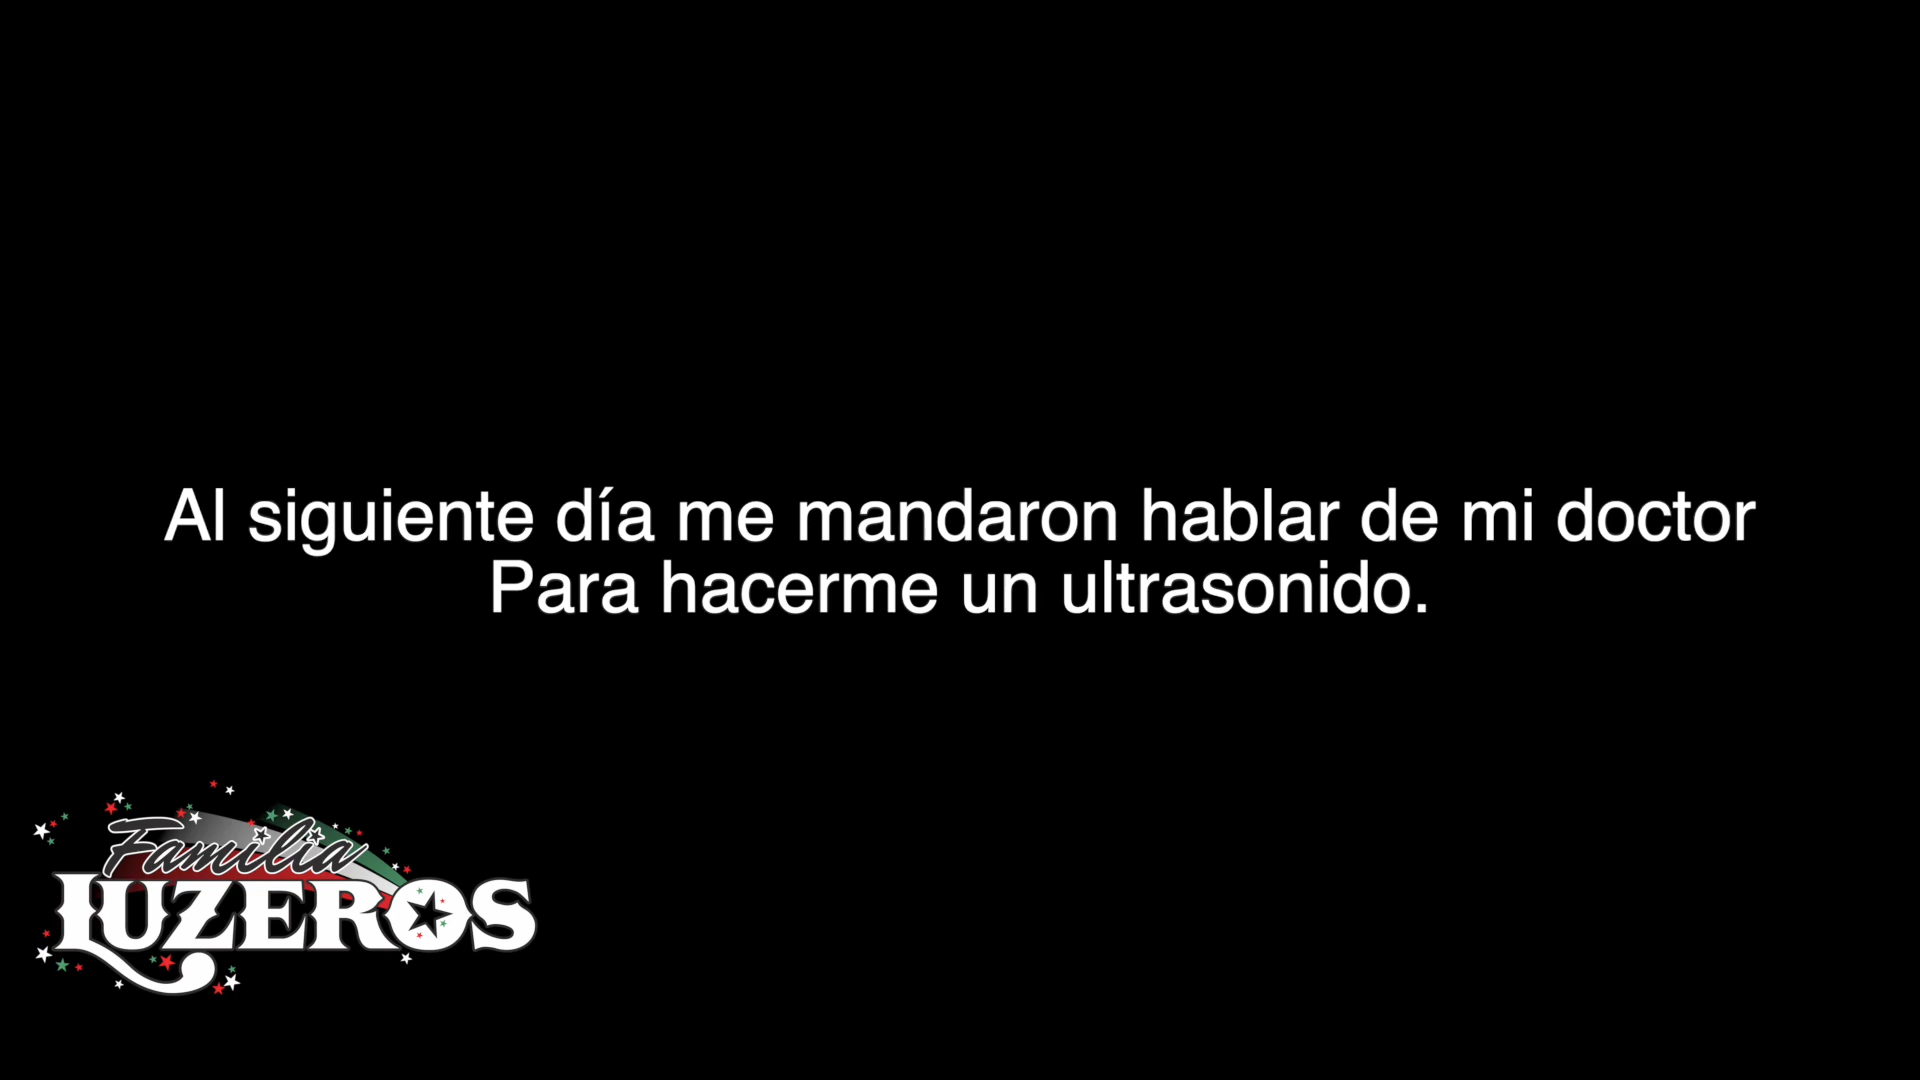 Al siguiente día me mandaron hablar de mi doctor
Para hacerme un ultrasonido.
Familia
LUZEROS